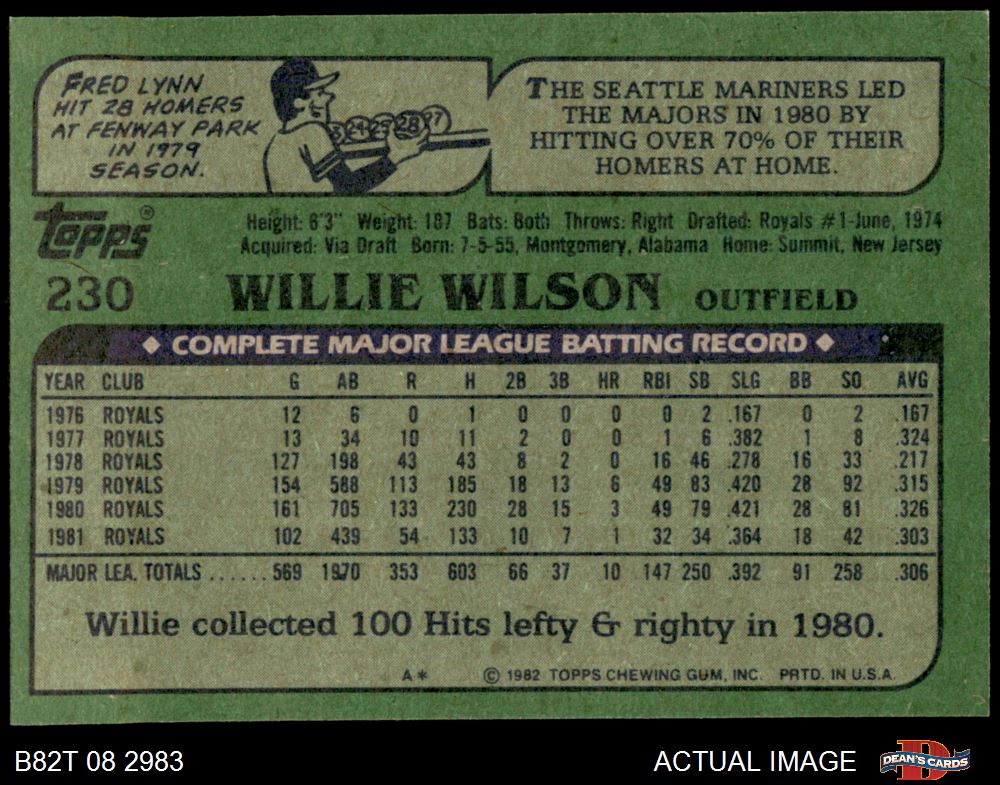 FRED LYNN
HIT 28 HOMERS
AT FENWAY PARK
IN 1979
SEASON.
24 28 97
THE SEATTLE MARINERS LED
THE MAJORS IN 1980 BY
HITTING OVER 70% OF THEIR
HOMERS AT HOME.
topps®
Height: 6'3" Weight: 187 Bats: Both Throws: Right Drafted: Royals #1-June, 1974
Acquired: Via Draft Born: 7-5-55, Montgomery, Alabama Home: Summit, New Jersey
230 WILLIE WILSON OUTFIELD
◆ COMPLETE MAJOR LEAGUE BATTING RECORD ◆
YEAR CLUB G AB R H 2B 3B HR RBI SB SLG BB SO AVG
1976 ROYALS 12 6 0 1 0 0 0 0 2 .167 0 2 .167
1977 ROYALS 13 34 10 11 2 0 0 1 6 .382 1 8 .324
1978 ROYALS 127 198 43 43 8 2 0 16 46 .278 16 33 .217
1979 ROYALS 154 588 113 185 18 13 6 49 83 .420 28 92 .315
1980 ROYALS 161 705 133 230 28 15 3 49 79 .421 28 81 .326
1981 ROYALS 102 439 54 133 10 7 1 32 34 .364 18 42 .303
MAJOR LEA. TOTALS ...... 569 1970 353 603 66 37 10 147 250 .392 91 258 .306
Willie collected 100 Hits lefty & righty in 1980.
A* © 1982 TOPPS CHEWING GUM, INC. PRTD. IN U.S.A.
B82T 08 2983 ACTUAL IMAGE D DEAN'S CARDS